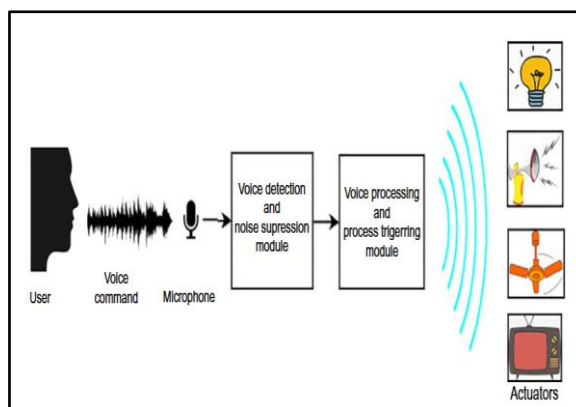 User
Voice
command
Microphone
Voice detection
and
noise supression
module
Voice processing
and
process trigerring
module
Actuators